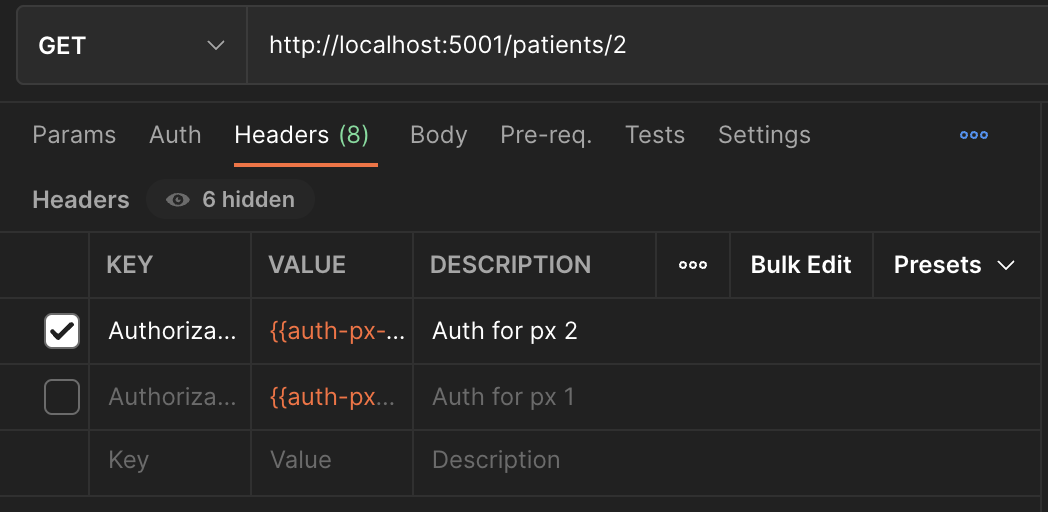 GET http://localhost:5001/patients/2
Params Auth Headers (8) Body Pre-req. Tests Settings
Headers 6 hidden
KEY VALUE DESCRIPTION ooo Bulk Edit Presets
Authoriza... {{auth-px-... Auth for px 2
Authoriza... {{auth-px... Auth for px 1
Key Value Description